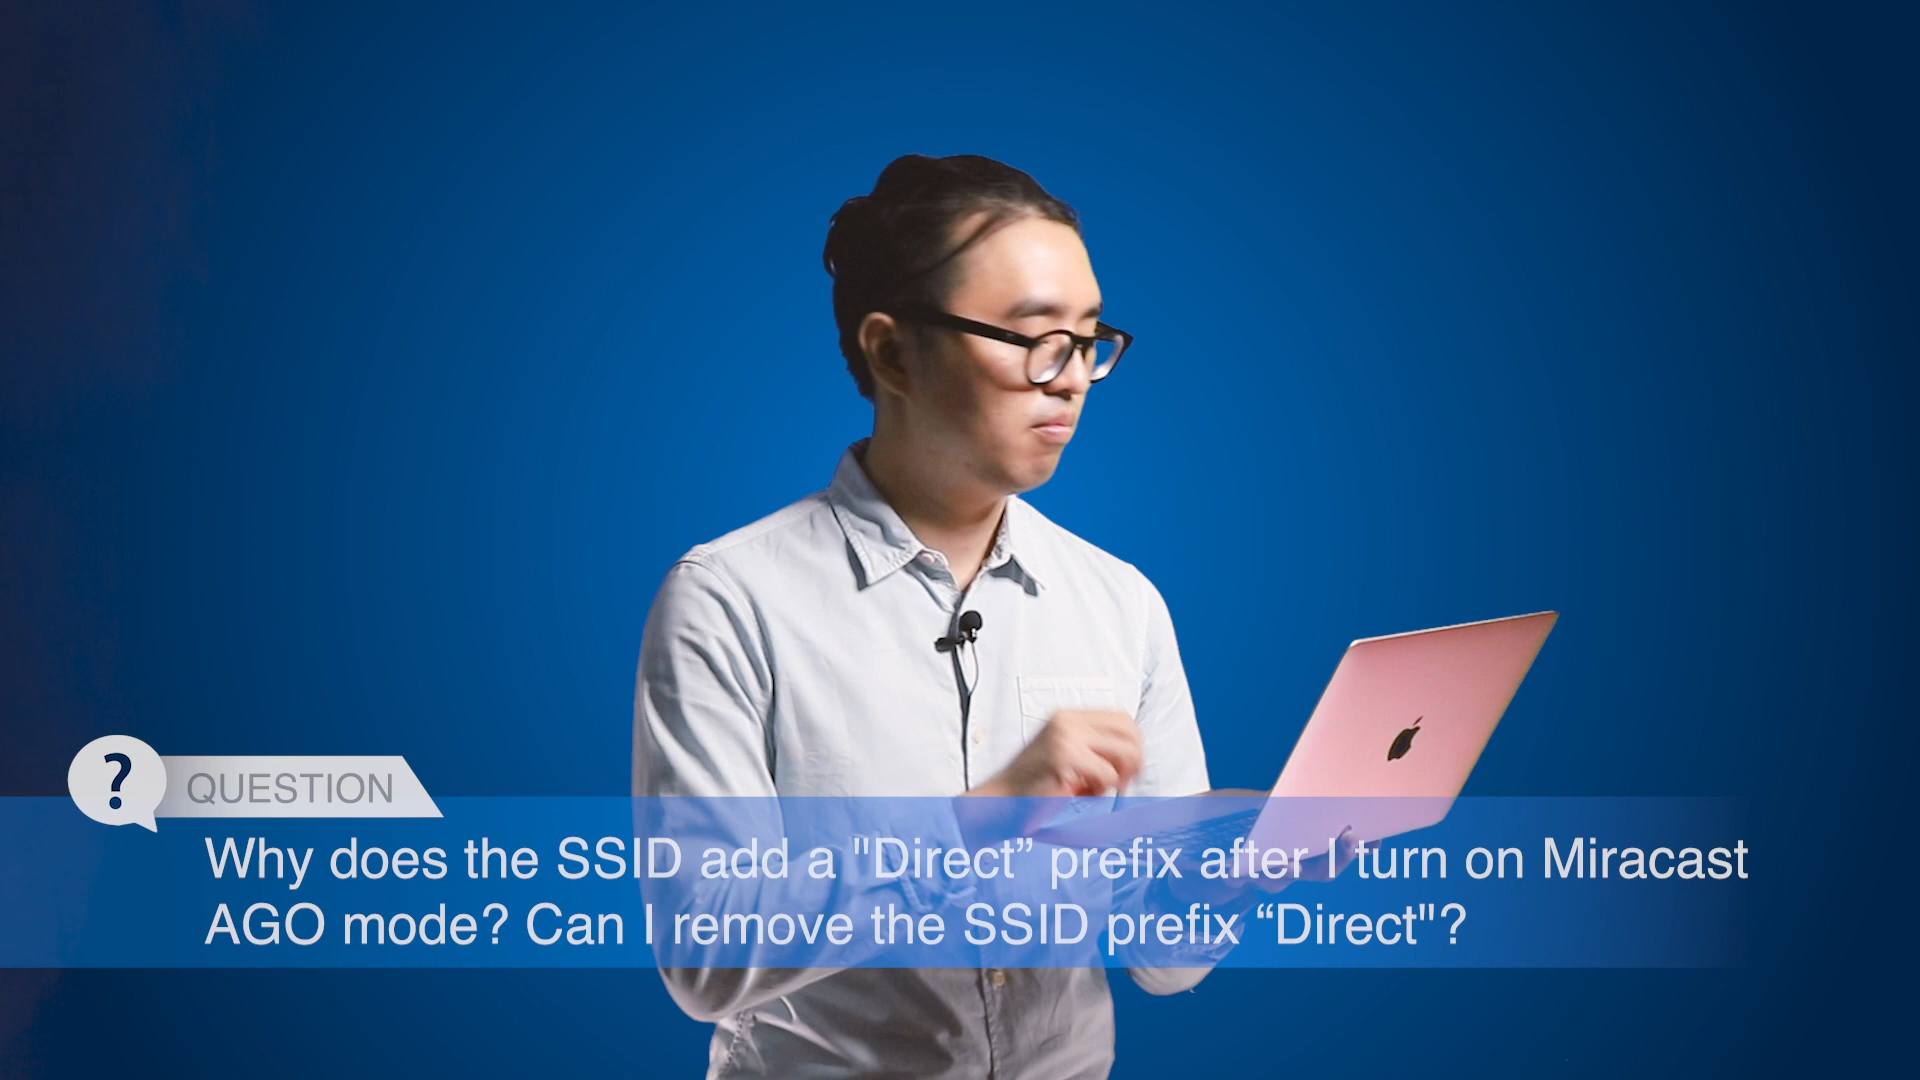 ?
QUESTION
Why does the SSID add a "Direct” prefix after I turn on Miracast
AGO mode? Can I remove the SSID prefix “Direct"?